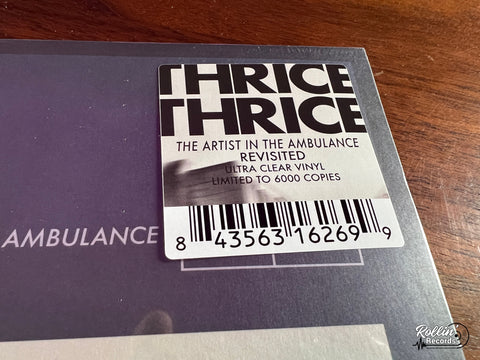 THRICE
THRICE
THE ARTIST IN THE AMBULANCE
REVISITED
ULTRA CLEAR VINYL
LIMITED TO 6000 COPIES
8 43563 16269 9
AMBULANCE
Rollin'
Records